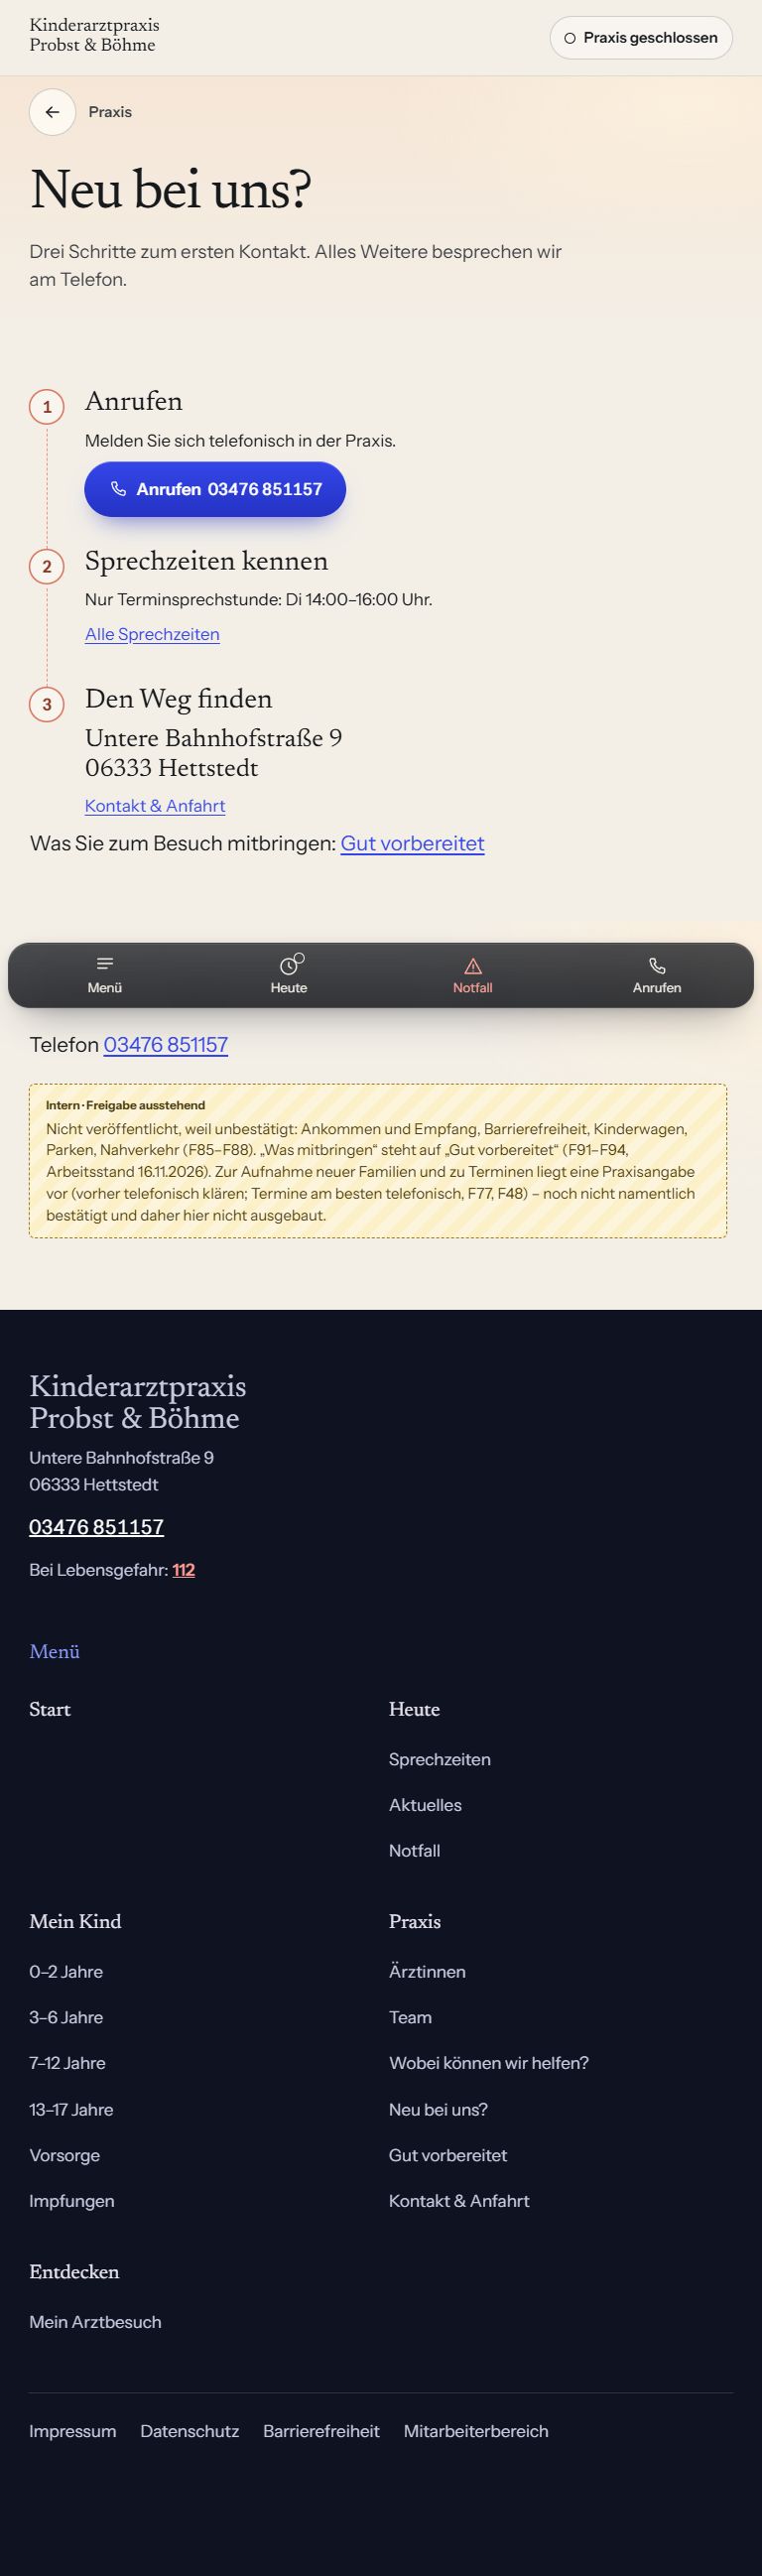 Kinderarztpraxis
Probst & Böhme
Praxis geschlossen
Praxis
Neu bei uns?
Drei Schritte zum ersten Kontakt. Alles Weitere besprechen wir
am Telefon.
1
Anrufen
Melden Sie sich telefonisch in der Praxis.
Anrufen 03476 851157
2
Sprechzeiten kennen
Nur Terminsprechstunde: Di 14:00–16:00 Uhr.
Alle Sprechzeiten
3
Den Weg finden
Untere Bahnhofstraße 9
06333 Hettstedt
Kontakt & Anfahrt
Was Sie zum Besuch mitbringen: Gut vorbereitet
Menü
Heute
Notfall
Anrufen
Telefon 03476 851157
Intern · Freigabe ausstehend
Nicht veröffentlicht, weil unbestätigt: Ankommen und Empfang, Barrierefreiheit, Kinderwagen,
Parken, Nahverkehr (F85–F88). „Was mitbringen“ steht auf „Gut vorbereitet“ (F91–F94,
Arbeitsstand 16.11.2026). Zur Aufnahme neuer Familien und zu Terminen liegt eine Praxisangabe
vor (vorher telefonisch klären; Termine am besten telefonisch, F77, F48) – noch nicht namentlich
bestätigt und daher hier nicht ausgebaut.
Kinderarztpraxis
Probst & Böhme
Untere Bahnhofstraße 9
06333 Hettstedt
03476 851157
Bei Lebensgefahr: 112
Menü
Start
Heute
Sprechzeiten
Aktuelles
Notfall
Mein Kind
0–2 Jahre
3–6 Jahre
7–12 Jahre
13–17 Jahre
Vorsorge
Impfungen
Praxis
Ärztinnen
Team
Wobei können wir helfen?
Neu bei uns?
Gut vorbereitet
Kontakt & Anfahrt
Entdecken
Mein Arztbesuch
Impressum
Datenschutz
Barrierefreiheit
Mitarbeiterbereich